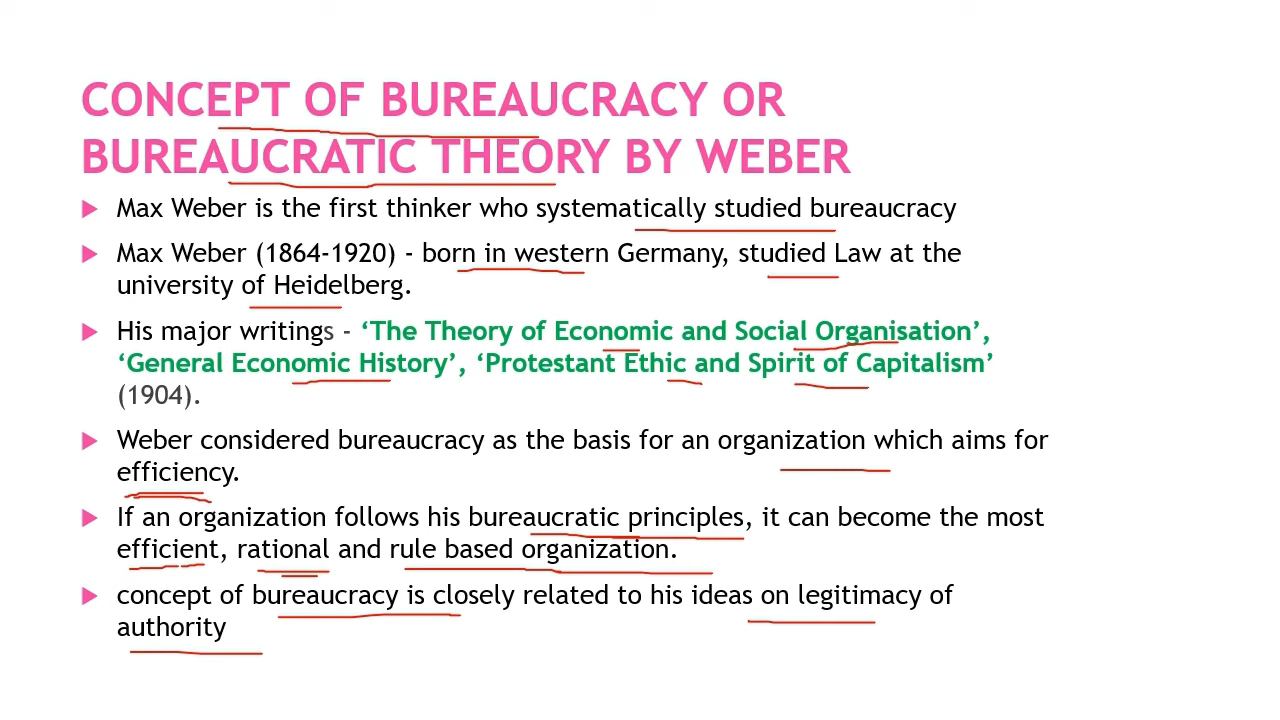 CONCEPT OF BUREAUCRACY OR
BUREAUCRATIC THEORY BY WEBER
Max Weber is the first thinker who systematically studied bureaucracy
Max Weber (1864-1920) - born in western Germany, studied Law at the
university of Heidelberg.
His major writings - ‘The Theory of Economic and Social Organisation’,
‘General Economic History’, ‘Protestant Ethic and Spirit of Capitalism’
(1904).
Weber considered bureaucracy as the basis for an organization which aims for
efficiency.
If an organization follows his bureaucratic principles, it can become the most
efficient, rational and rule based organization.
concept of bureaucracy is closely related to his ideas on legitimacy of
authority